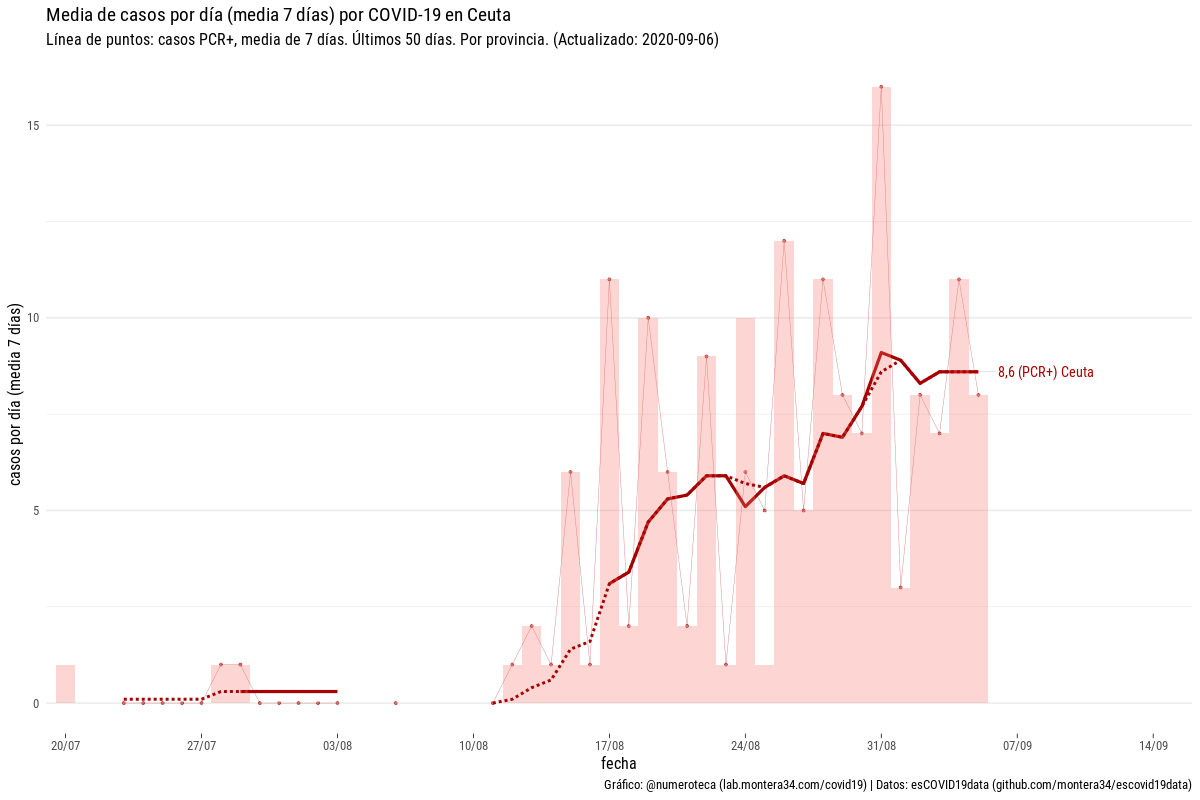 Media de casos por día (media 7 días) por COVID-19 en Ceuta
Línea de puntos: casos PCR+, media de 7 días. Últimos 50 días. Por provincia. (Actualizado: 2020-09-06)
casos por día (media 7 días)
15
10
5
0
8,6 (PCR+) Ceuta
20/07
27/07
03/08
10/08
17/08
24/08
31/08
07/09
14/09
fecha
Gráfico: @numeroteca (lab.montera34.com/covid19) | Datos: esCOVID19data (github.com/montera34/escovid19data)